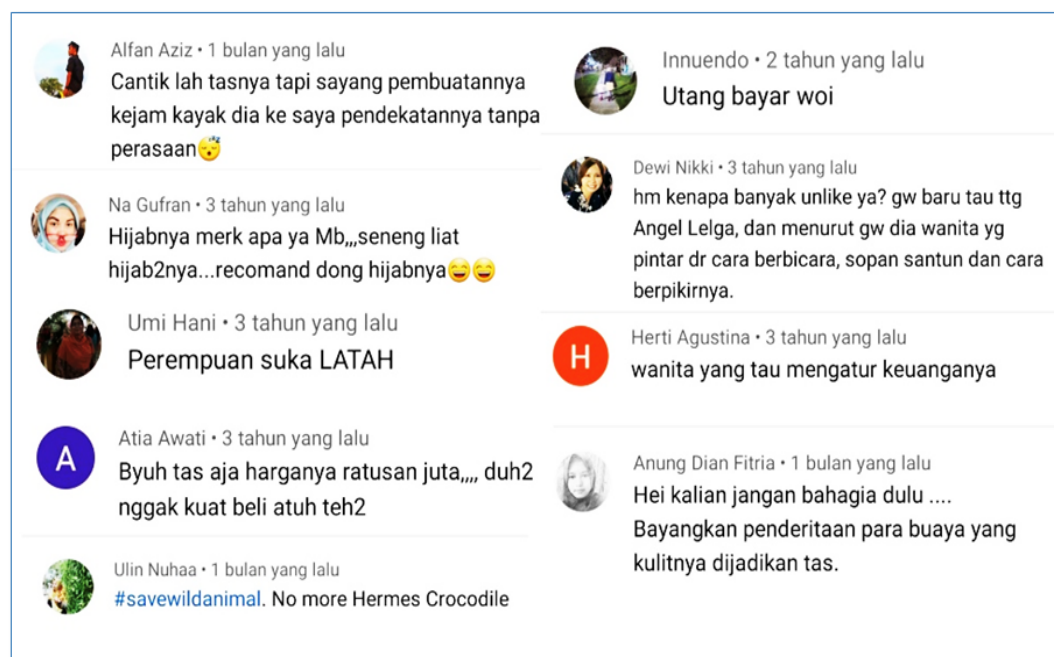 Alfan Aziz • 1 bulan yang lalu
Cantik lah tasnya tapi sayang pembuatannya
kejam kayak dia ke saya pendekatannya tanpa
perasaan😴
Na Gufran • 3 tahun yang lalu
Hijabnya merk apa ya Mb,,,seneng liat
hijab2nya...recomand dong hijabnya😄😄
Umi Hani • 3 tahun yang lalu
Perempuan suka LATAH
A
Atia Awati • 3 tahun yang lalu
Byuh tas aja harganya ratusan juta,,,, duh2
nggak kuat beli atuh teh2
Ulin Nuhaa • 1 bulan yang lalu
#savewildanimal. No more Hermes Crocodile
Innuendo • 2 tahun yang lalu
Utang bayar woi
Dewi Nikki • 3 tahun yang lalu
hm kenapa banyak unlike ya? gw baru tau ttg
Angel Lelga, dan menurut gw dia wanita yg
pintar dr cara berbicara, sopan santun dan cara
berpikirnya.
H
Herti Agustina • 3 tahun yang lalu
wanita yang tau mengatur keuanganya
Anung Dian Fitria • 1 bulan yang lalu
Hei kalian jangan bahagia dulu ....
Bayangkan penderitaan para buaya yang
kulitnya dijadikan tas.